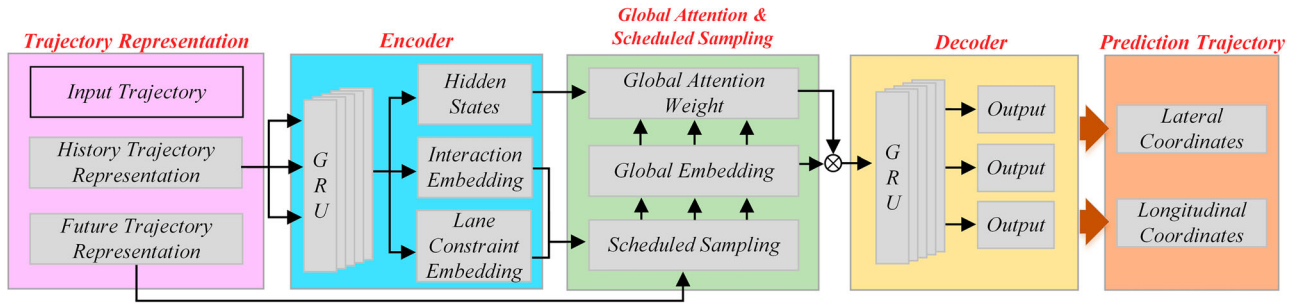 Trajectory Representation
Input Trajectory
History Trajectory
Representation
Future Trajectory
Representation
Encoder
G
R
U
Hidden
States
Interaction
Embedding
Lane
Constraint
Embedding
Global Attention &
Scheduled Sampling
Global Attention
Weight
Global Embedding
Scheduled Sampling
Decoder
G
R
U
Output
Output
Output
Prediction Trajectory
Lateral
Coordinates
Longitudinal
Coordinates